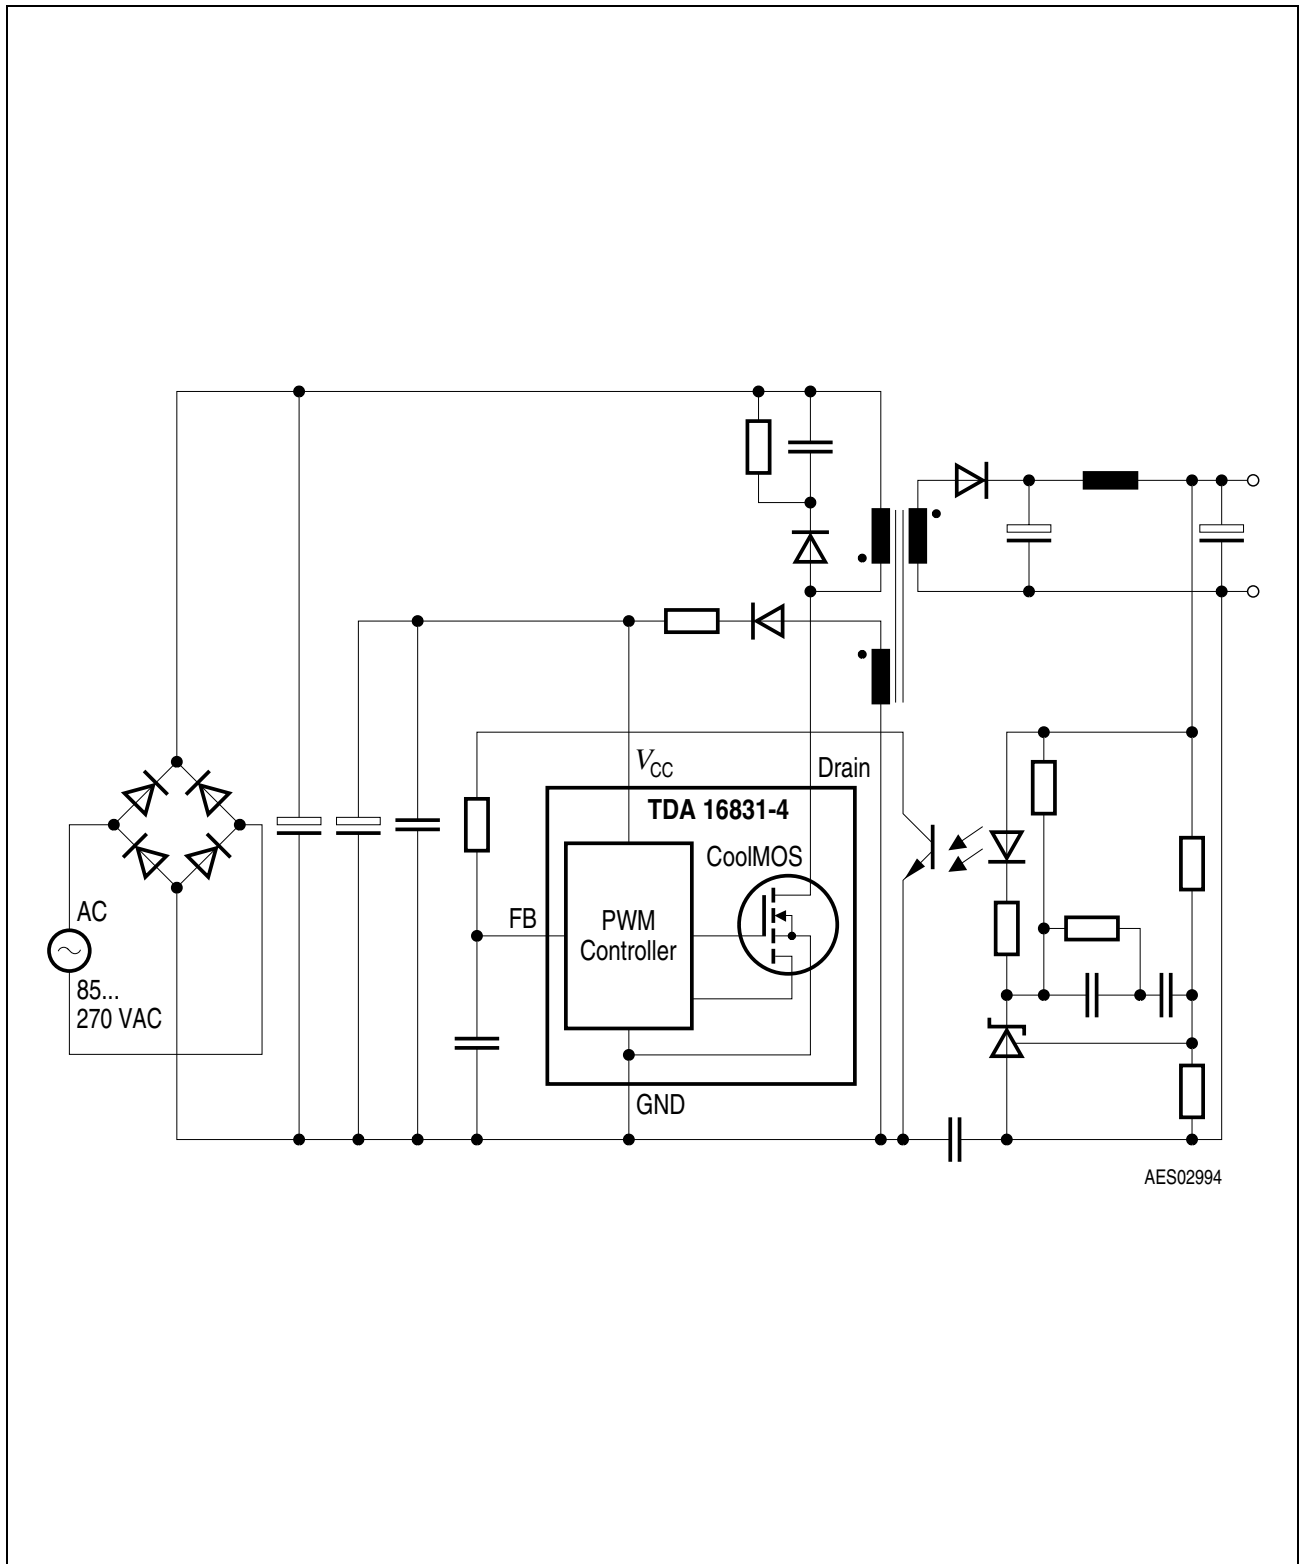 V_CC
Drain
TDA 16831-4
CoolMOS
FB
PWM
Controller
AC
85...
270 VAC
GND
AES02994